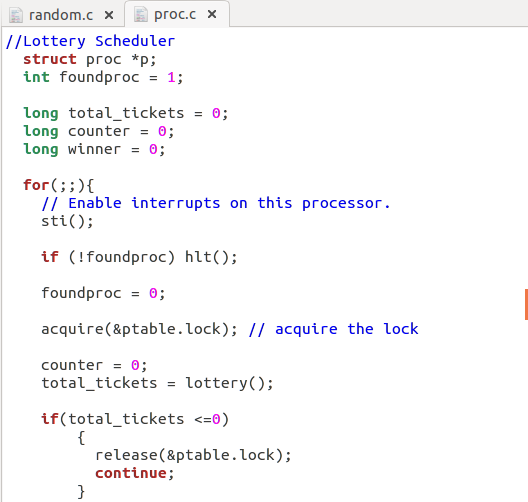 random.c × proc.c ×
//Lottery Scheduler
struct proc *p;
int foundproc = 1;
long total_tickets = 0;
long counter = 0;
long winner = 0;
for(;;){
// Enable interrupts on this processor.
sti();
if (!foundproc) hlt();
foundproc = 0;
acquire(&ptable.lock); // acquire the lock
counter = 0;
total_tickets = lottery();
if(total_tickets <=0)
{
release(&ptable.lock);
continue;
}